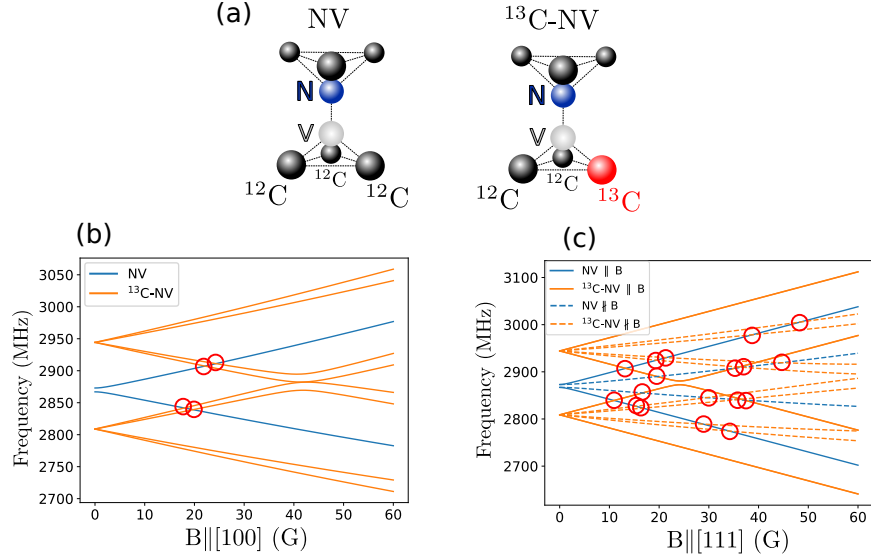 (a)
NV
¹³C-NV
N
V
¹²C
¹²C
¹²C
N
V
¹²C
¹²C
¹³C
(b)
NV
¹³C-NV
3050
3000
2950
2900
2850
2800
2750
2700
Frequency (MHz)
0 10 20 30 40 50 60
B∥[100] (G)
(c)
NV ∥ B
¹³C-NV ∥ B
NV ∦ B
¹³C-NV ∦ B
3100
3000
2900
2800
2700
Frequency (MHz)
0 10 20 30 40 50 60
B∥[111] (G)